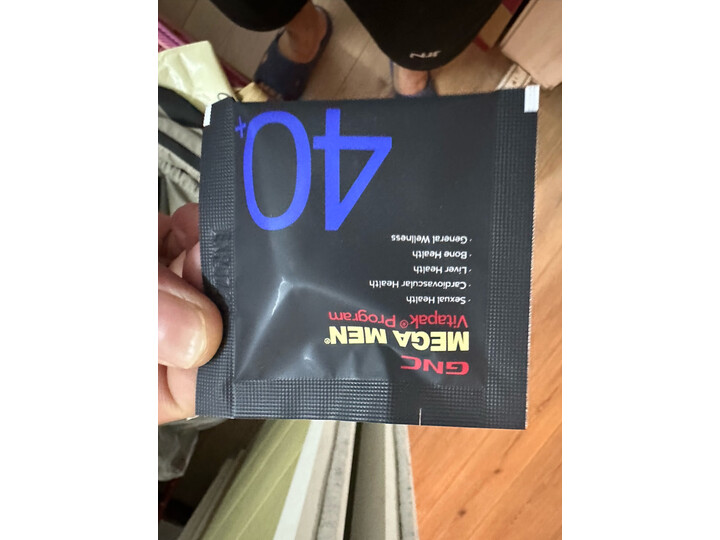 GNC
MEGA MEN®
Vitapak® Program
· Sexual Health
· Cardiovascular Health
· Liver Health
· Bone Health
· General Wellness
40+